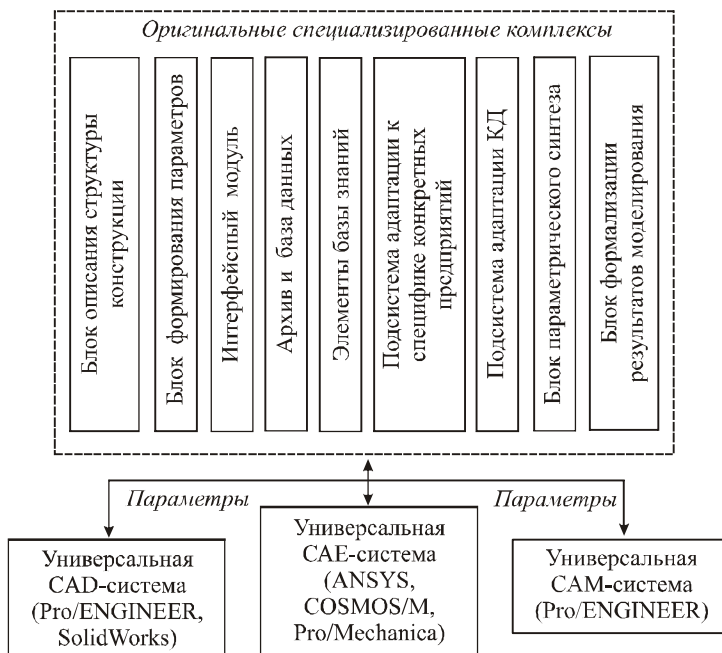 Оригинальные специализированные комплексы
Блок описания структуры
конструкции
Блок формирования параметров
Интерфейсный модуль
Архив и база данных
Элементы базы знаний
Подсистема адаптации к
специфике конкретных
предприятий
Подсистема адаптации КД
Блок параметрического синтеза
Блок формализации
результатов моделирования
Параметры
Параметры
Универсальная
CAD-система
(Pro/ENGINEER,
SolidWorks)
Универсальная
CAE-система
(ANSYS,
COSMOS/M,
Pro/Mechanica)
Универсальная
CAM-система
(Pro/ENGINEER)